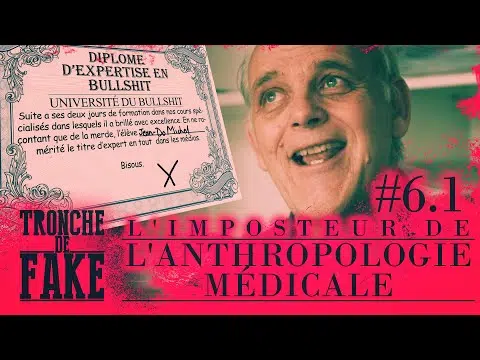 DIPLOME
D'EXPERTISE EN
BULLSHIT
UNIVERSITÉ DU BULLSHIT
Suite a ses deux jours de formation dans nos cours spé-
cialisés dans lesquels il a brillé avec excellence. En ne ra-
contant que de la merde, l'élève Jean-Do Michel
mérité le titre d'expert en tout dans les médias.
Bisous.
X
#6.1
TRONCHE
DE
FAKE
L'IMPOSTEUR DE
L'ANTHROPOLOGIE
MÉDICALE